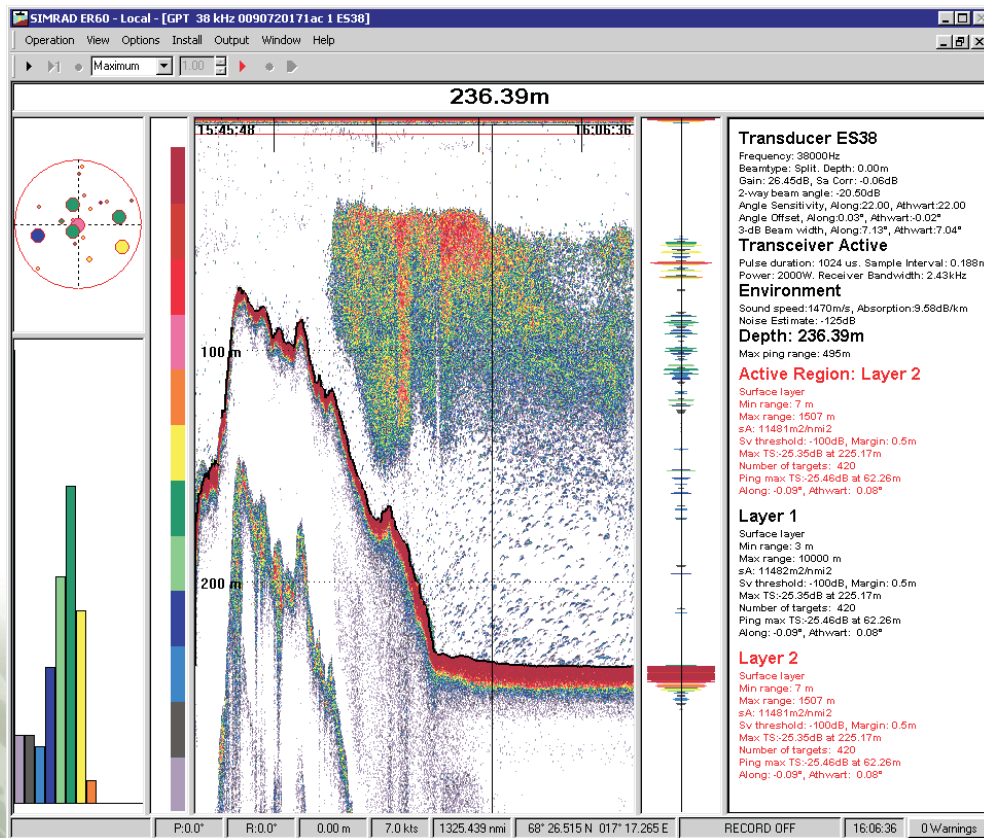 SIMRAD ER60 - Local - [GPT 38 kHz 0090720171ac 1 ES38]
Operation View Options Install Output Window Help
Maximum 1.00
236.39m
15:45:48 16:06:36
100 m
200 m
Transducer ES38
Frequency: 38000Hz
Beamtype: Split. Depth: 0.00m
Gain: 26.45dB, Sa Corr: -0.06dB
2-way beam angle: -20.50dB
Angle Sensitivity, Along:22.00, Athwart:22.00
Angle Offset, Along:0.03°, Athwart:-0.02°
3-dB Beam width, Along:7.13°, Athwart:7.04°
Transceiver Active
Pulse duration: 1024 us. Sample Interval: 0.188m
Power: 2000W. Receiver Bandwidth: 2.43kHz
Environment
Sound speed:1470m/s, Absorption:9.58dB/km
Noise Estimate: -125dB
Depth: 236.39m
Max ping range: 495m
Active Region: Layer 2
Surface layer
Min range: 7 m
Max range: 1507 m
sA: 11481m2/nmi2
Sv threshold: -100dB, Margin: 0.5m
Max TS:-25.35dB at 225.17m
Number of targets: 420
Ping max TS:-25.46dB at 62.26m
Along: -0.09°, Athwart: 0.08°
Layer 1
Surface layer
Min range: 3 m
Max range: 10000 m
sA: 11482m2/nmi2
Sv threshold: -100dB, Margin: 0.5m
Max TS:-25.35dB at 225.17m
Number of targets: 420
Ping max TS:-25.46dB at 62.26m
Along: -0.09°, Athwart: 0.08°
Layer 2
Surface layer
Min range: 7 m
Max range: 1507 m
sA: 11481m2/nmi2
Sv threshold: -100dB, Margin: 0.5m
Max TS:-25.35dB at 225.17m
Number of targets: 420
Ping max TS:-25.46dB at 62.26m
Along: -0.09°, Athwart: 0.08°
P:0.0° R:0.0° 0.00 m 7.0 kts 1325.439 nmi 68° 26.515 N 017° 17.265 E RECORD OFF 16:06:36 0 Warnings